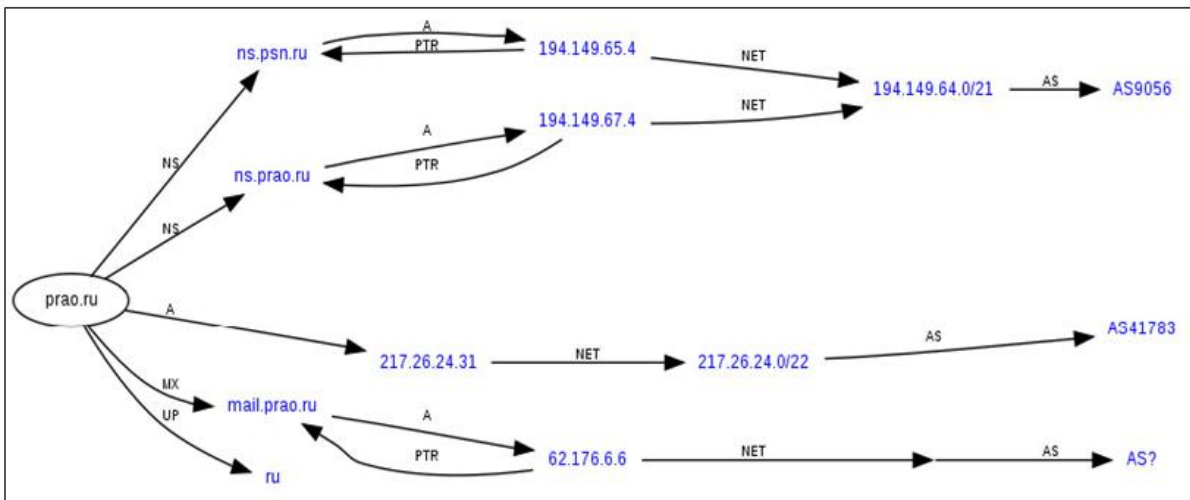 A
PTR
ns.psn.ru
194.149.65.4
NET
194.149.64.0/21
AS
AS9056
194.149.67.4
NET
A
PTR
NS
ns.prao.ru
NS
prao.ru
A
AS41783
AS
217.26.24.31
NET
217.26.24.0/22
MX
mail.prao.ru
UP
A
PTR
62.176.6.6
NET
AS
AS?
ru